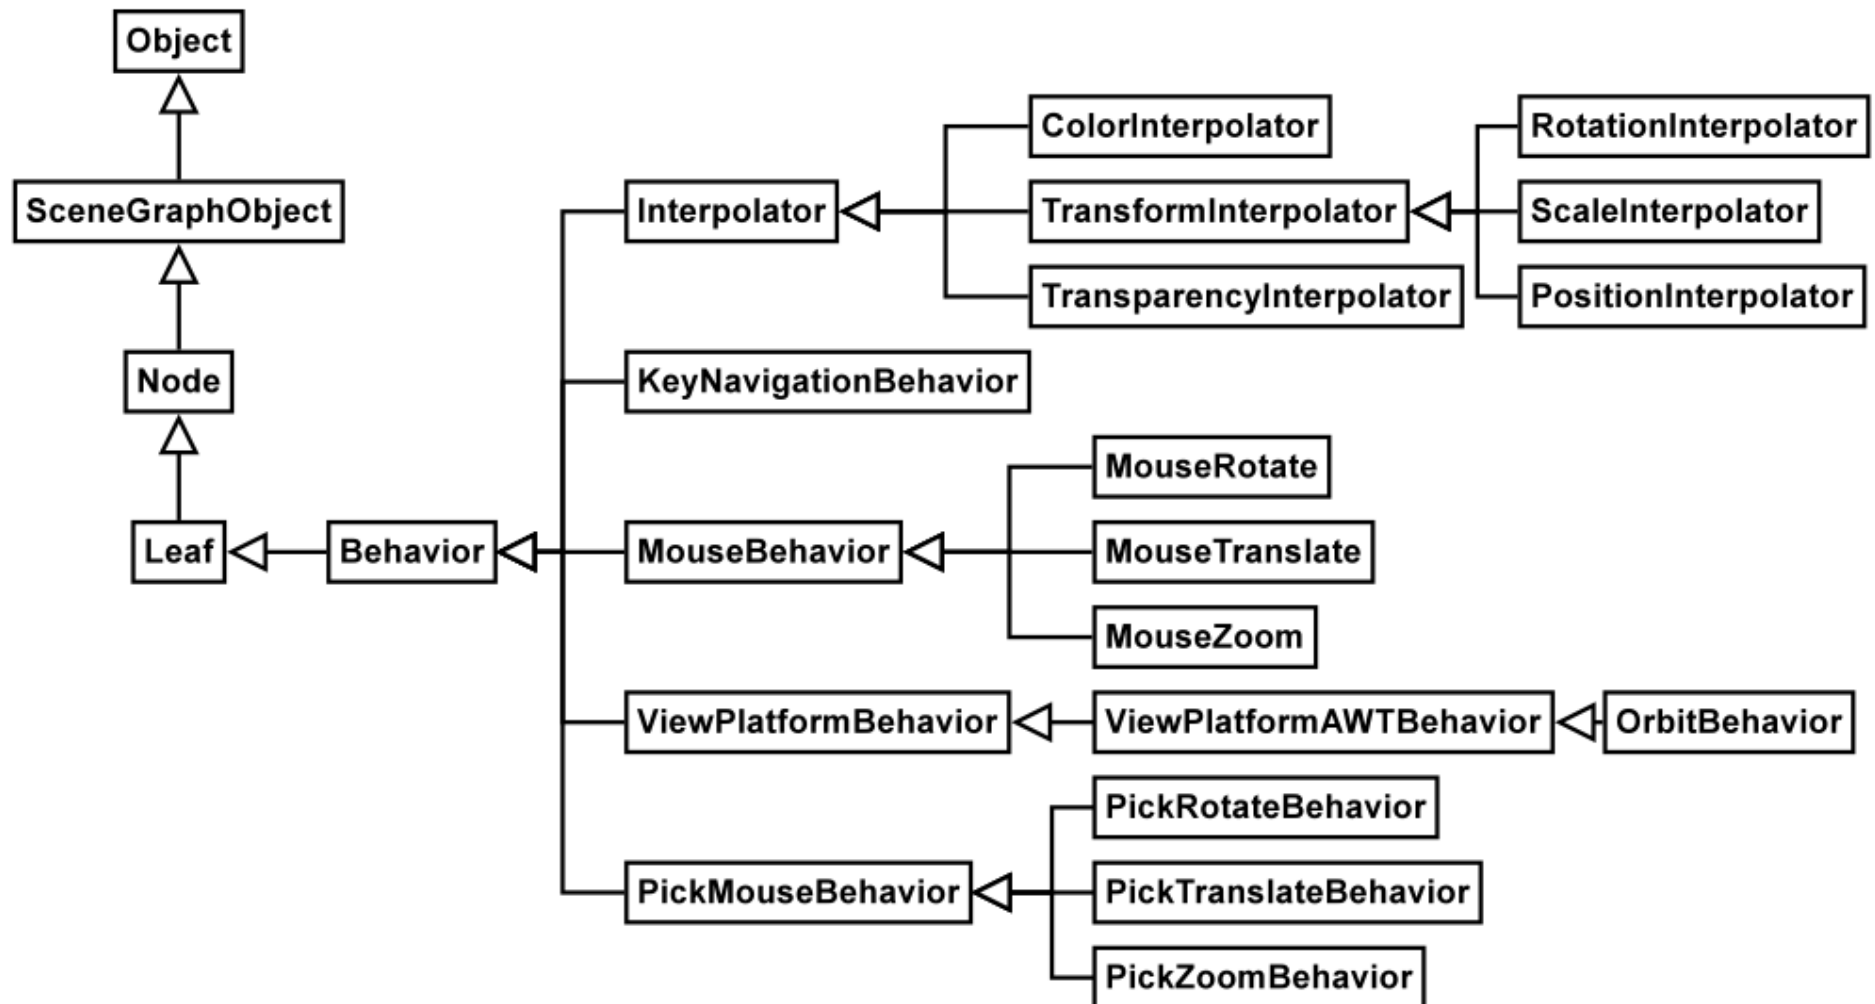 Object
ColorInterpolator
RotationInterpolator
SceneGraphObject
Interpolator
TransformInterpolator
ScaleInterpolator
TransparencyInterpolator
PositionInterpolator
Node
KeyNavigationBehavior
MouseRotate
Leaf
Behavior
MouseBehavior
MouseTranslate
MouseZoom
ViewPlatformBehavior
ViewPlatformAWTBehavior
OrbitBehavior
PickRotateBehavior
PickMouseBehavior
PickTranslateBehavior
PickZoomBehavior